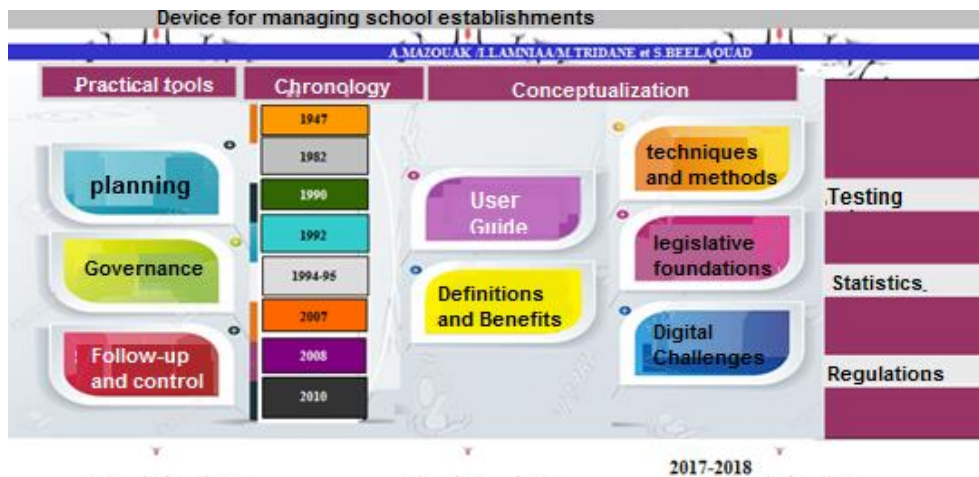 Device for managing school establishments
A.MAZOUAK /I.LAMNIAA/M.TRIDANE et S.BEELAOUAD
Practical tools
Chronology
Conceptualization
planning
Governance
Follow-up
and control
1947
1982
1990
1992
1994-95
2007
2008
2010
User
Guide
Definitions
and Benefits
techniques
and methods
legislative
foundations
Digital
Challenges
Testing
Statistics
Regulations
2017-2018